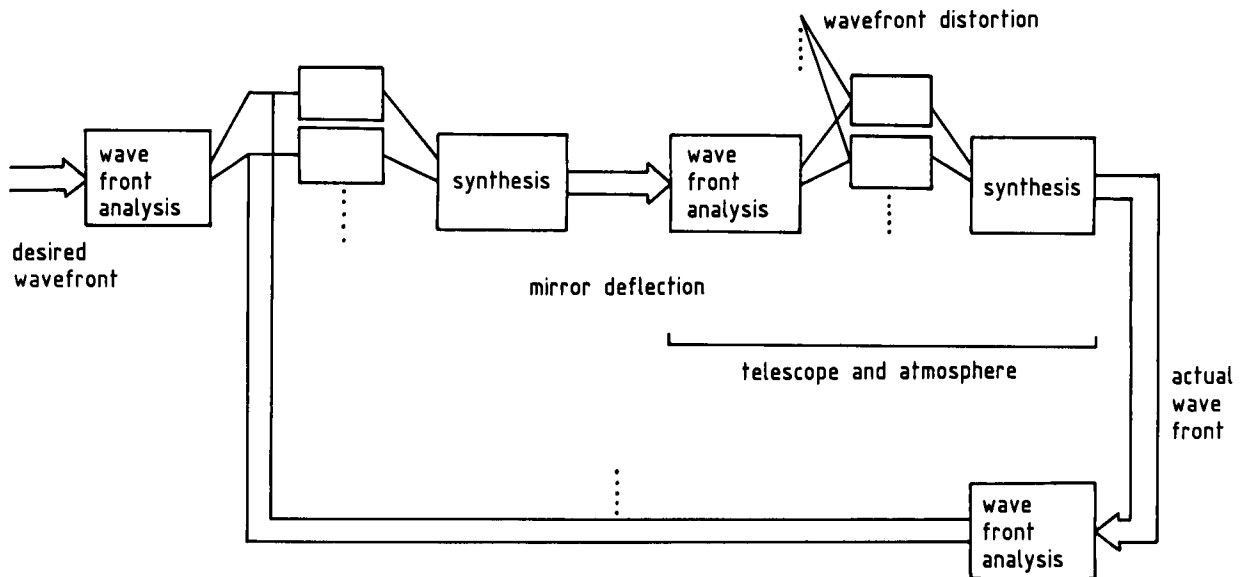 wavefront distortion
wave
front
analysis
synthesis
wave
front
analysis
synthesis
desired
wavefront
mirror deflection
telescope and atmosphere
actual
wave
front
wave
front
analysis